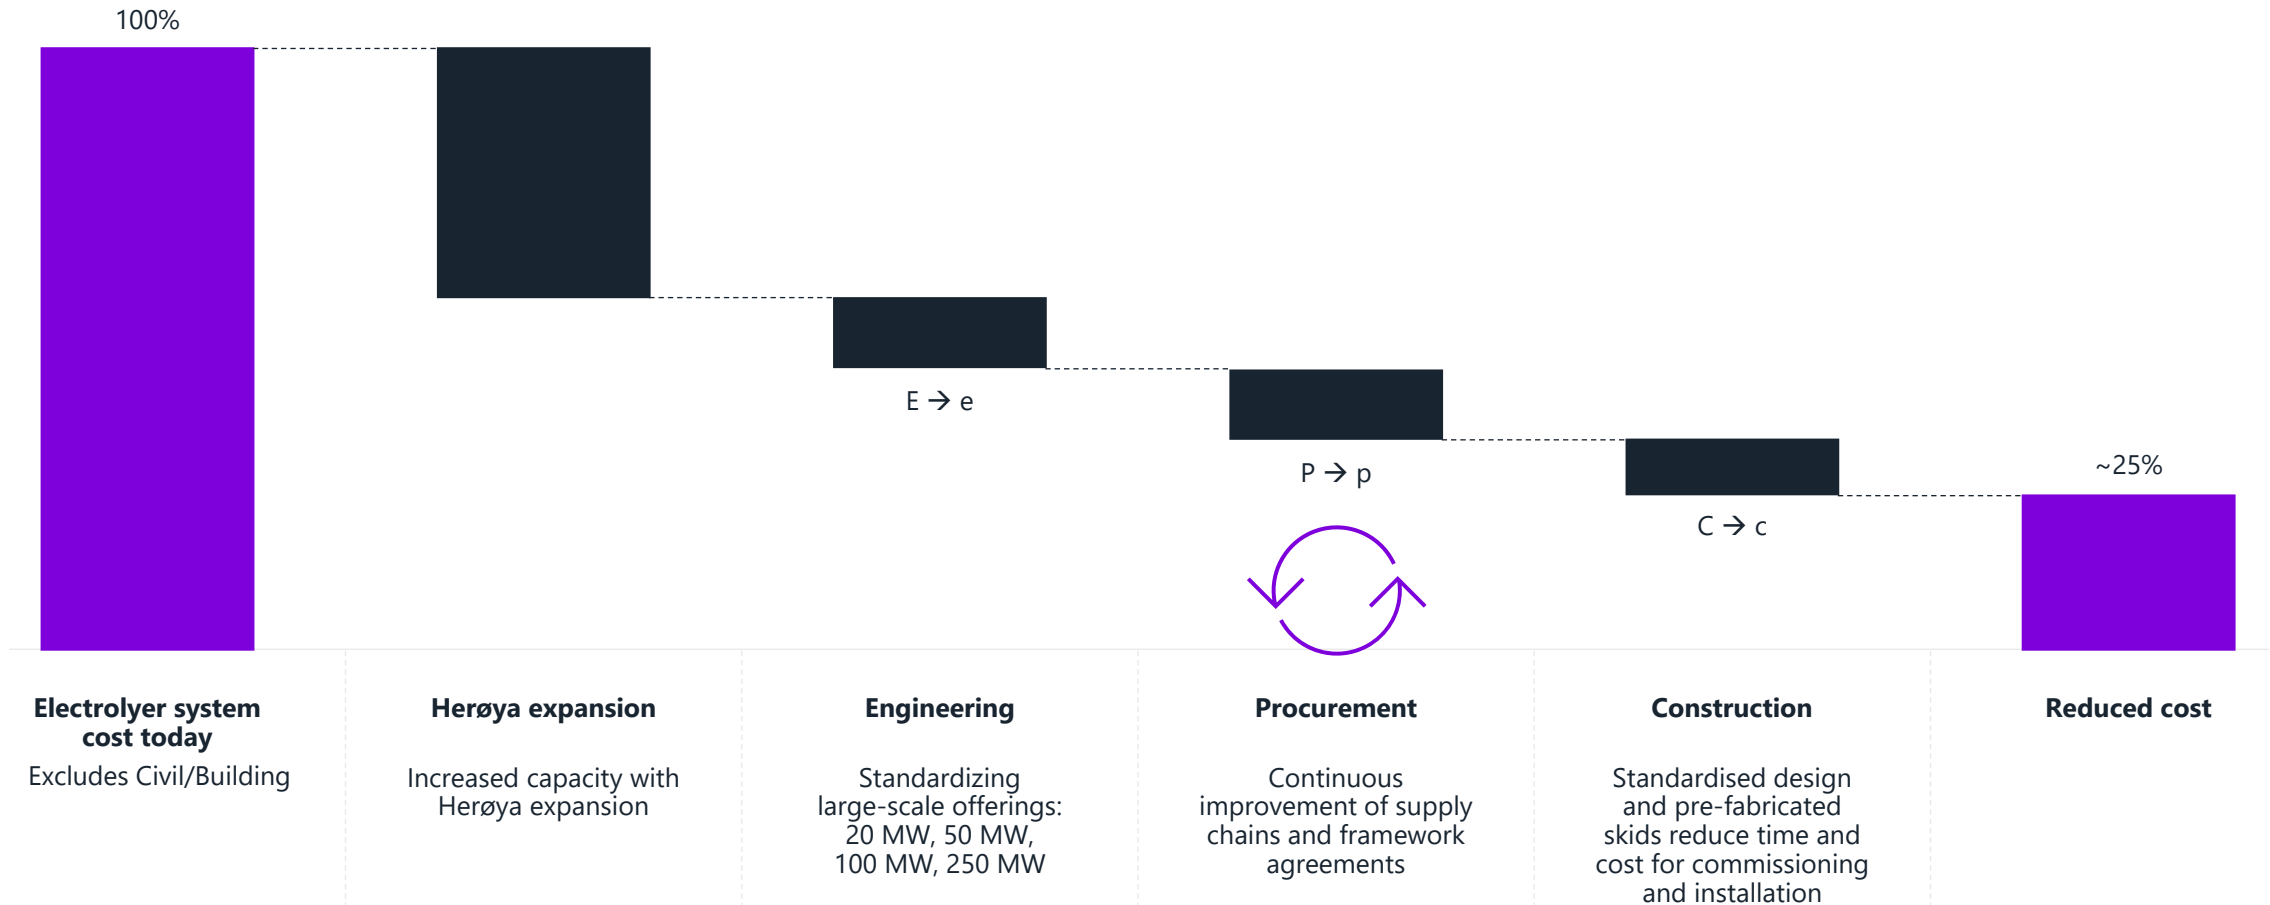 100%
E → e
P → p
C → c
~25%
Electrolyer system
cost today
Excludes Civil/Building
Herøya expansion
Increased capacity with
Herøya expansion
Engineering
Standardizing
large-scale offerings:
20 MW, 50 MW,
100 MW, 250 MW
Procurement
Continuous
improvement of supply
chains and framework
agreements
Construction
Standardised design
and pre-fabricated
skids reduce time and
cost for commissioning
and installation
Reduced cost